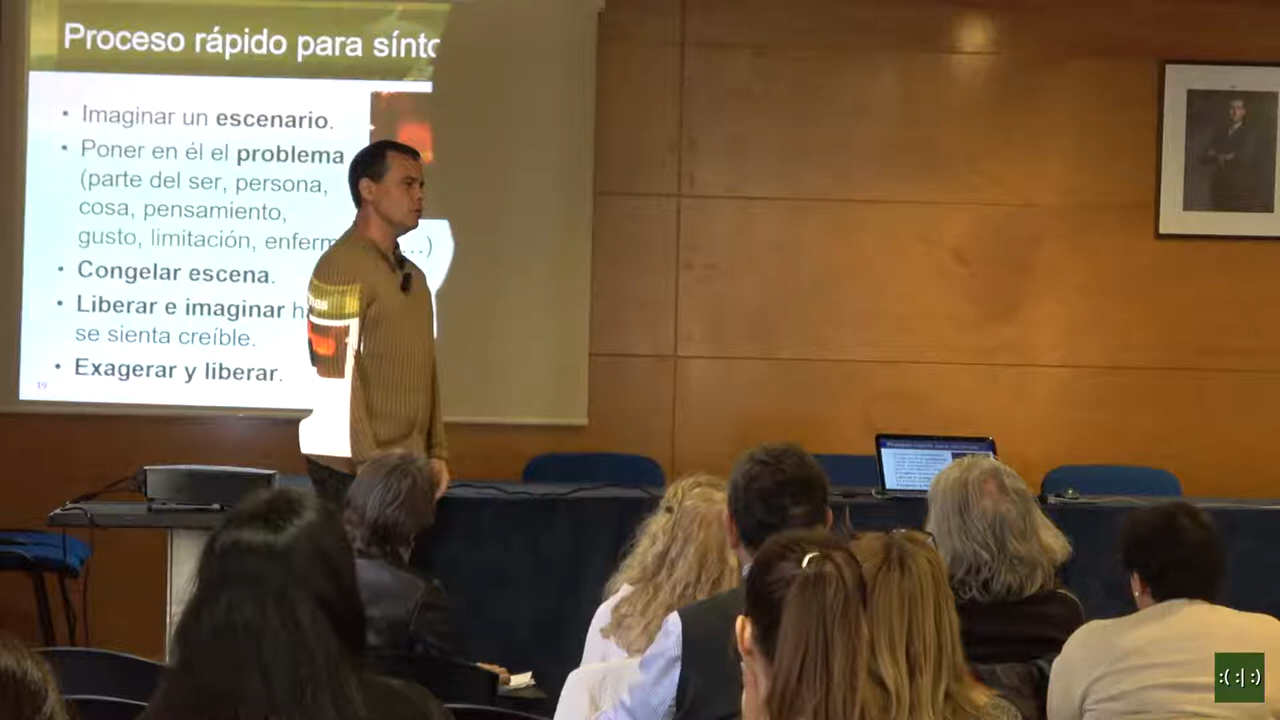 Proceso rápido para sínto
• Imaginar un escenario.
• Poner en él el problema
(parte del ser, persona,
cosa, pensamiento,
gusto, limitación, enferm …)
• Congelar escena.
• Liberar e imaginar ha
se sienta creíble.
• Exagerar y liberar.
19
:( | :)